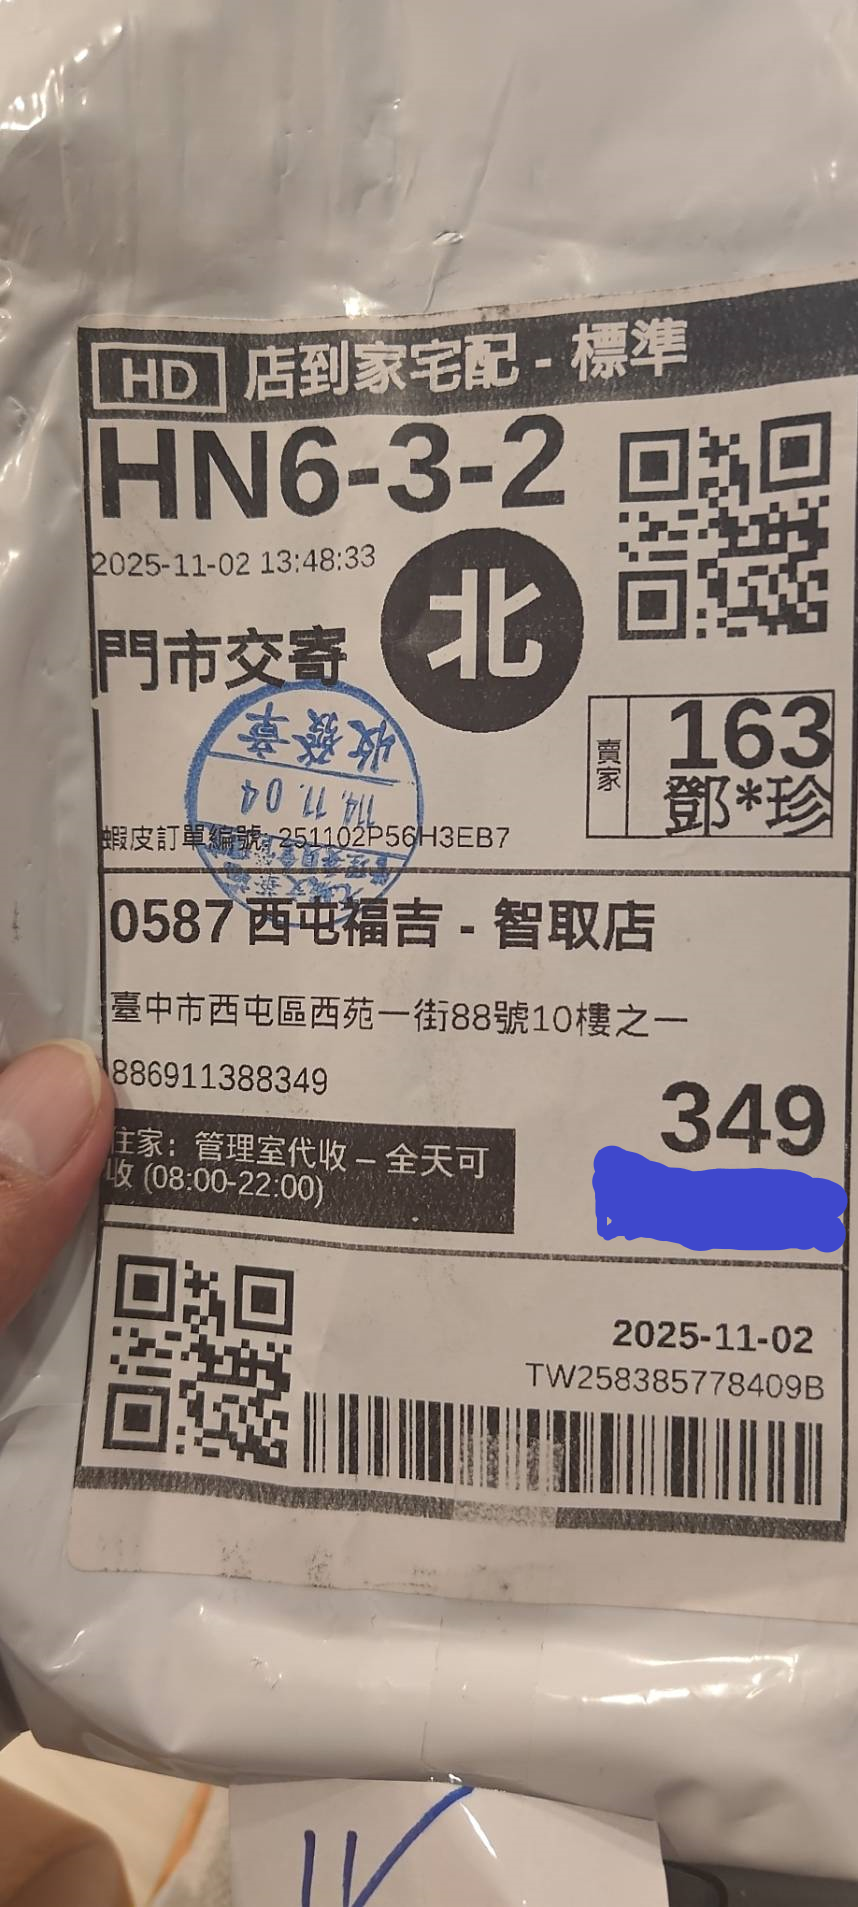 HD 店到家宅配 - 標準
HN6-3-2
2025-11-02 13:48:33
北
門市交寄
賣家
163
鄧*珍
收發章
114. 11. 04
蝦皮訂單編號: 251102P56H3EB7
0587 西屯福吉 - 智取店
臺中市西屯區西苑一街88號10樓之一
886911388349
349
住家: 管理室代收 – 全天可
收 (08:00-22:00)
2025-11-02
TW258385778409B